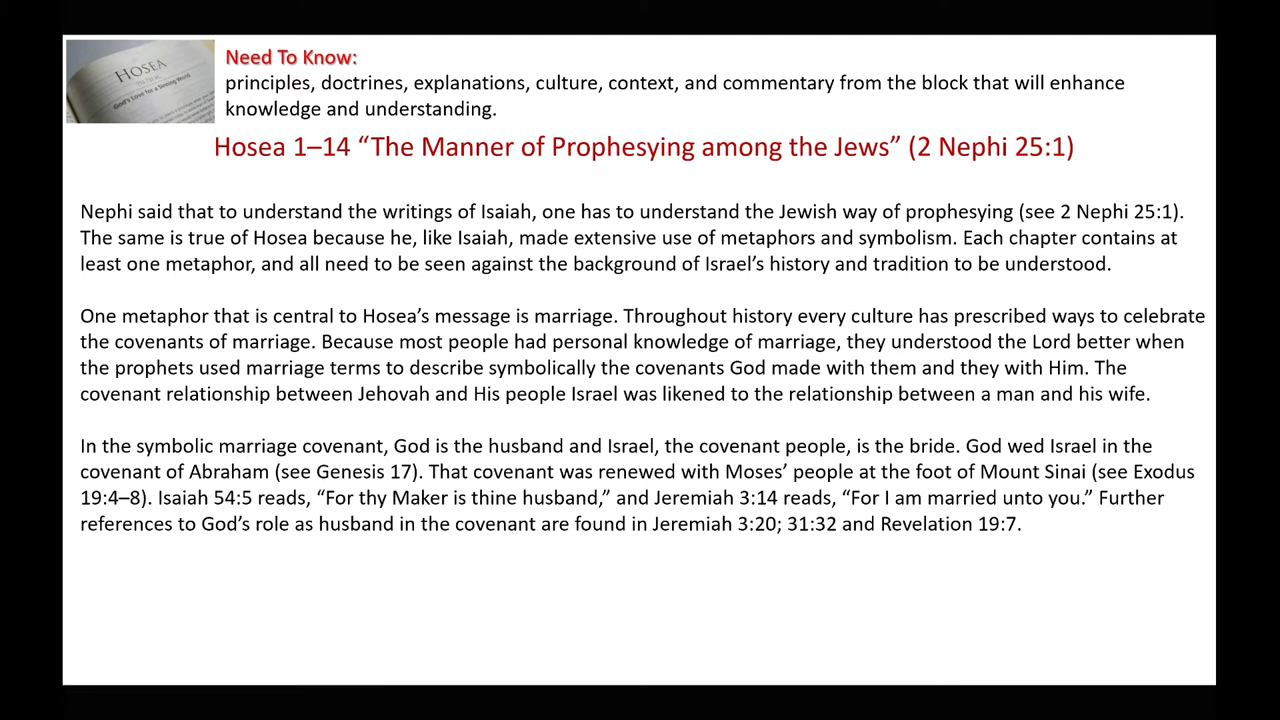 HOSEA
God's Love for a Sinning World
Need To Know:
principles, doctrines, explanations, culture, context, and commentary from the block that will enhance
knowledge and understanding.
Hosea 1–14 “The Manner of Prophesying among the Jews” (2 Nephi 25:1)
Nephi said that to understand the writings of Isaiah, one has to understand the Jewish way of prophesying (see 2 Nephi 25:1).
The same is true of Hosea because he, like Isaiah, made extensive use of metaphors and symbolism. Each chapter contains at
least one metaphor, and all need to be seen against the background of Israel’s history and tradition to be understood.
One metaphor that is central to Hosea’s message is marriage. Throughout history every culture has prescribed ways to celebrate
the covenants of marriage. Because most people had personal knowledge of marriage, they understood the Lord better when
the prophets used marriage terms to describe symbolically the covenants God made with them and they with Him. The
covenant relationship between Jehovah and His people Israel was likened to the relationship between a man and his wife.
In the symbolic marriage covenant, God is the husband and Israel, the covenant people, is the bride. God wed Israel in the
covenant of Abraham (see Genesis 17). That covenant was renewed with Moses’ people at the foot of Mount Sinai (see Exodus
19:4–8). Isaiah 54:5 reads, “For thy Maker is thine husband,” and Jeremiah 3:14 reads, “For I am married unto you.” Further
references to God’s role as husband in the covenant are found in Jeremiah 3:20; 31:32 and Revelation 19:7.